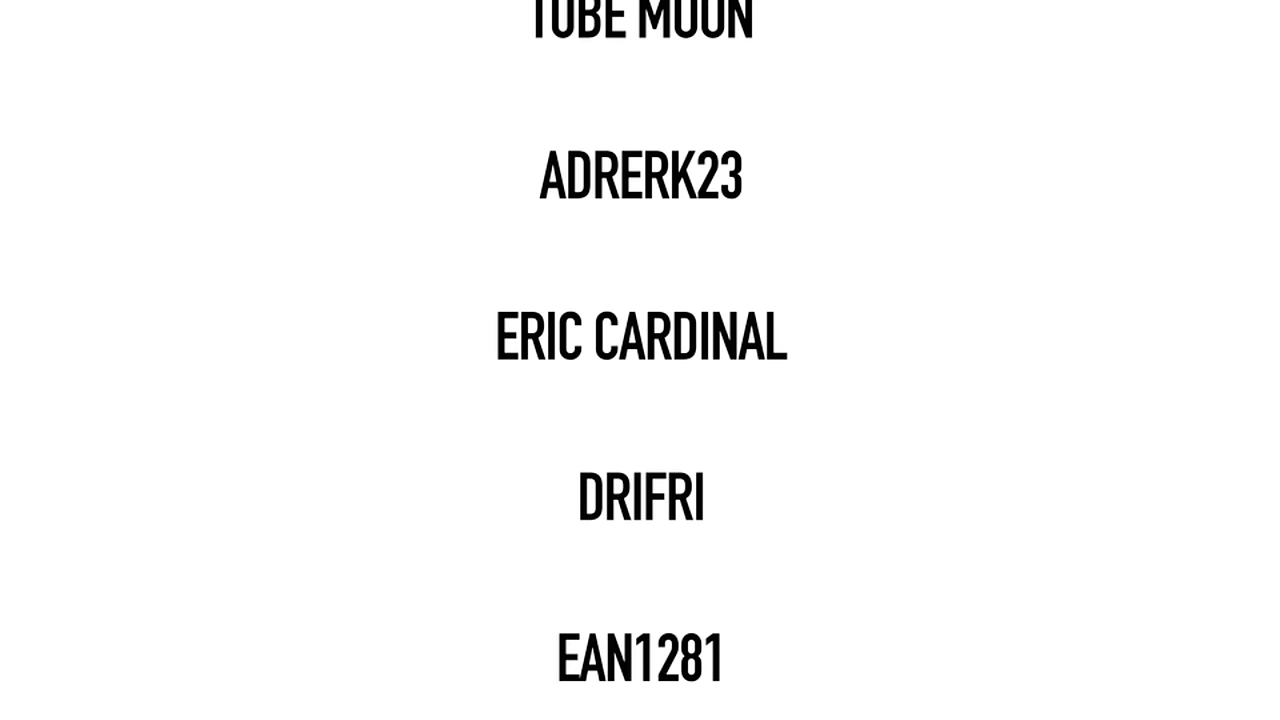 TUBE MOON
ADRERK23
ERIC CARDINAL
DRIFRI
EAN1281